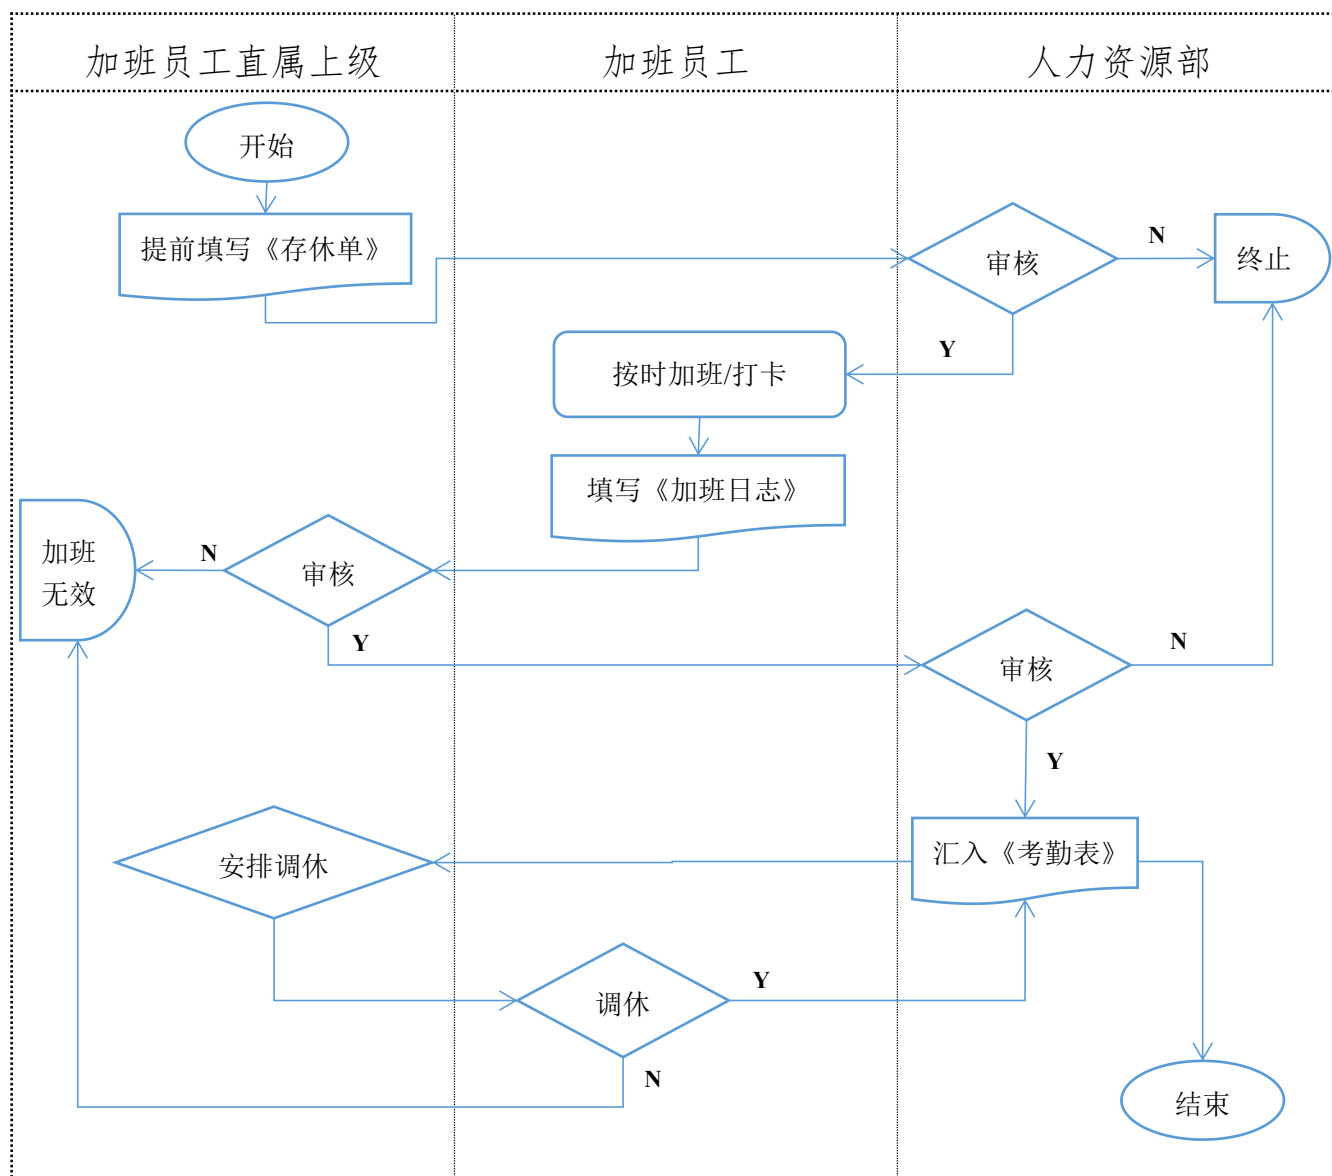 加班员工直属上级
加班员工
人力资源部
开始
提前填写《存休单》
审核
N
终止
Y
按时加班/打卡
填写《加班日志》
加班
无效
N
审核
Y
审核
N
Y
安排调休
汇入《考勤表》
调休
Y
N
结束